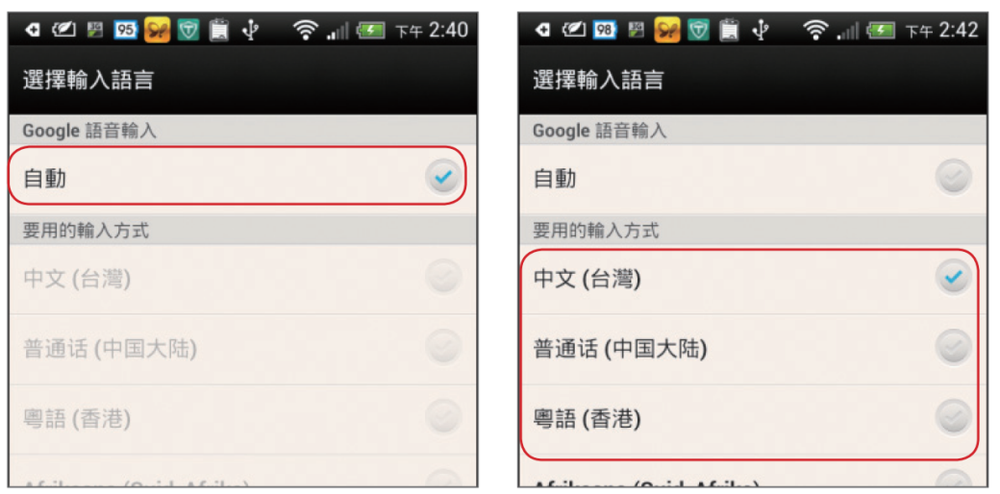 95
下午 2:40
選擇輸入語言
Google 語音輸入
自動
要用的輸入方式
中文 (台灣)
普通话 (中国大陆)
粵語 (香港)
98
下午 2:42
選擇輸入語言
Google 語音輸入
自動
要用的輸入方式
中文 (台灣)
普通话 (中国大陆)
粵語 (香港)